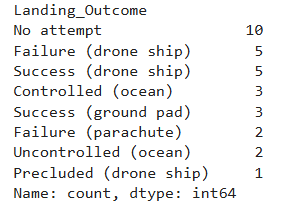 Landing_Outcome
No attempt 10
Failure (drone ship) 5
Success (drone ship) 5
Controlled (ocean) 3
Success (ground pad) 3
Failure (parachute) 2
Uncontrolled (ocean) 2
Precluded (drone ship) 1
Name: count, dtype: int64